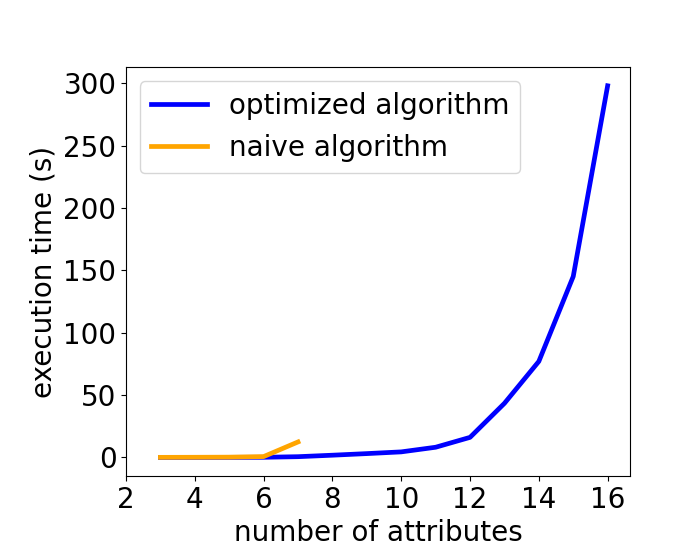 optimized algorithm
naive algorithm
execution time (s)
300
250
200
150
100
50
0
2 4 6 8 10 12 14 16
number of attributes